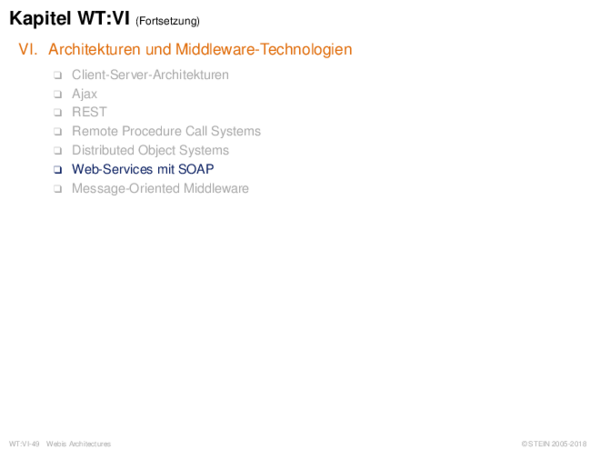 Kapitel WT:VI (Fortsetzung)
VI. Architekturen und Middleware-Technologien
❑ Client-Server-Architekturen
❑ Ajax
❑ REST
❑ Remote Procedure Call Systems
❑ Distributed Object Systems
❑ Web-Services mit SOAP
❑ Message-Oriented Middleware
WT:VI-49 Webis Architectures
© STEIN 2005-2018